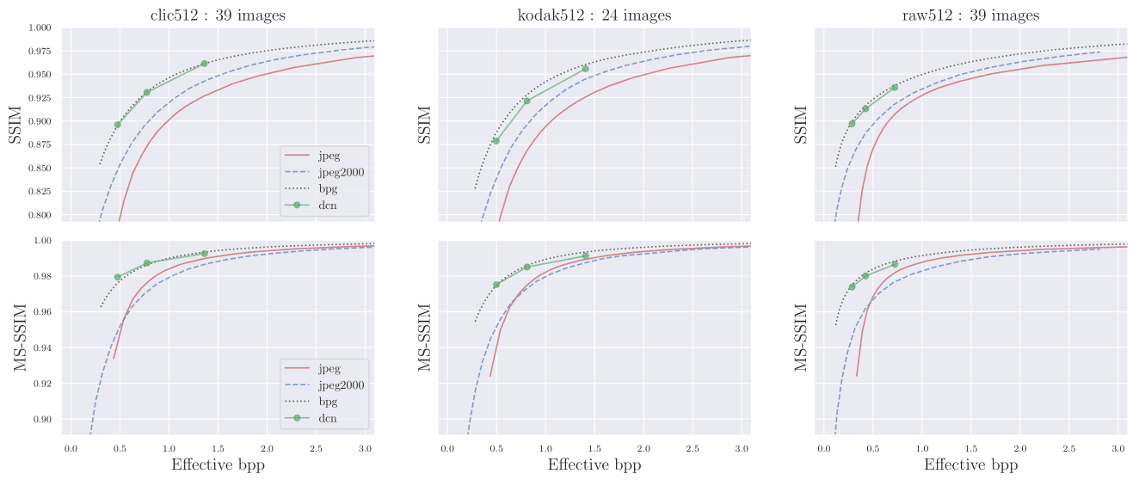 clic512 : 39 images
kodak512 : 24 images
raw512 : 39 images
SSIM
1.000
0.975
0.950
0.925
0.900
0.875
0.850
0.825
0.800
jpeg
jpeg2000
bpg
dcn
SSIM
SSIM
MS-SSIM
1.00
0.98
0.96
0.94
0.92
0.90
jpeg
jpeg2000
bpg
dcn
0.0 0.5 1.0 1.5 2.0 2.5 3.0
Effective bpp
MS-SSIM
0.0 0.5 1.0 1.5 2.0 2.5 3.0
Effective bpp
MS-SSIM
0.0 0.5 1.0 1.5 2.0 2.5 3.0
Effective bpp